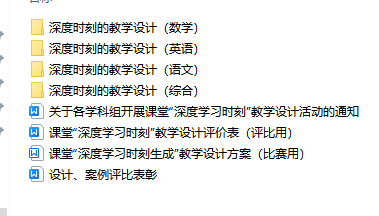 深度时刻的教学设计（数学）
深度时刻的教学设计（英语）
深度时刻的教学设计（语文）
深度时刻的教学设计（综合）
关于各学科组开展课堂“深度学习时刻”教学设计活动的通知
课堂“深度学习时刻”教学设计评价表（评比用）
课堂“深度学习时刻生成”教学设计方案（比赛用）
设计、案例评比表彰